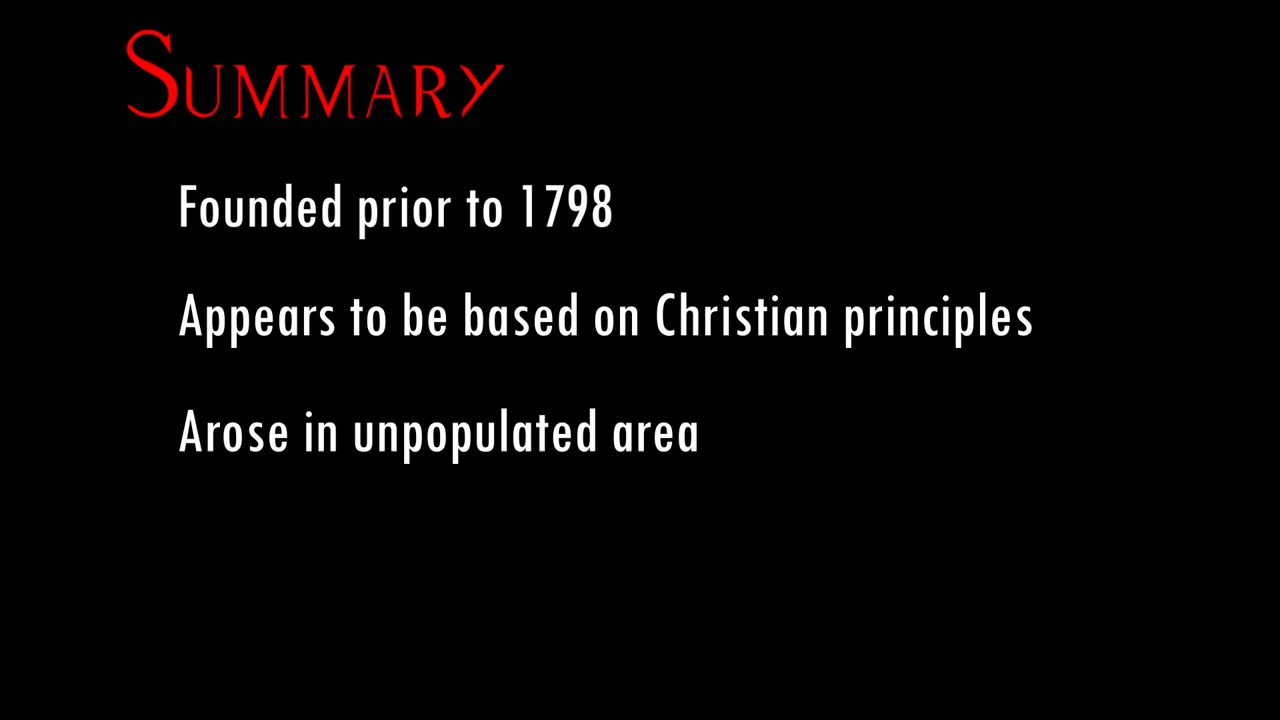 Summary
Founded prior to 1798
Appears to be based on Christian principles
Arose in unpopulated area